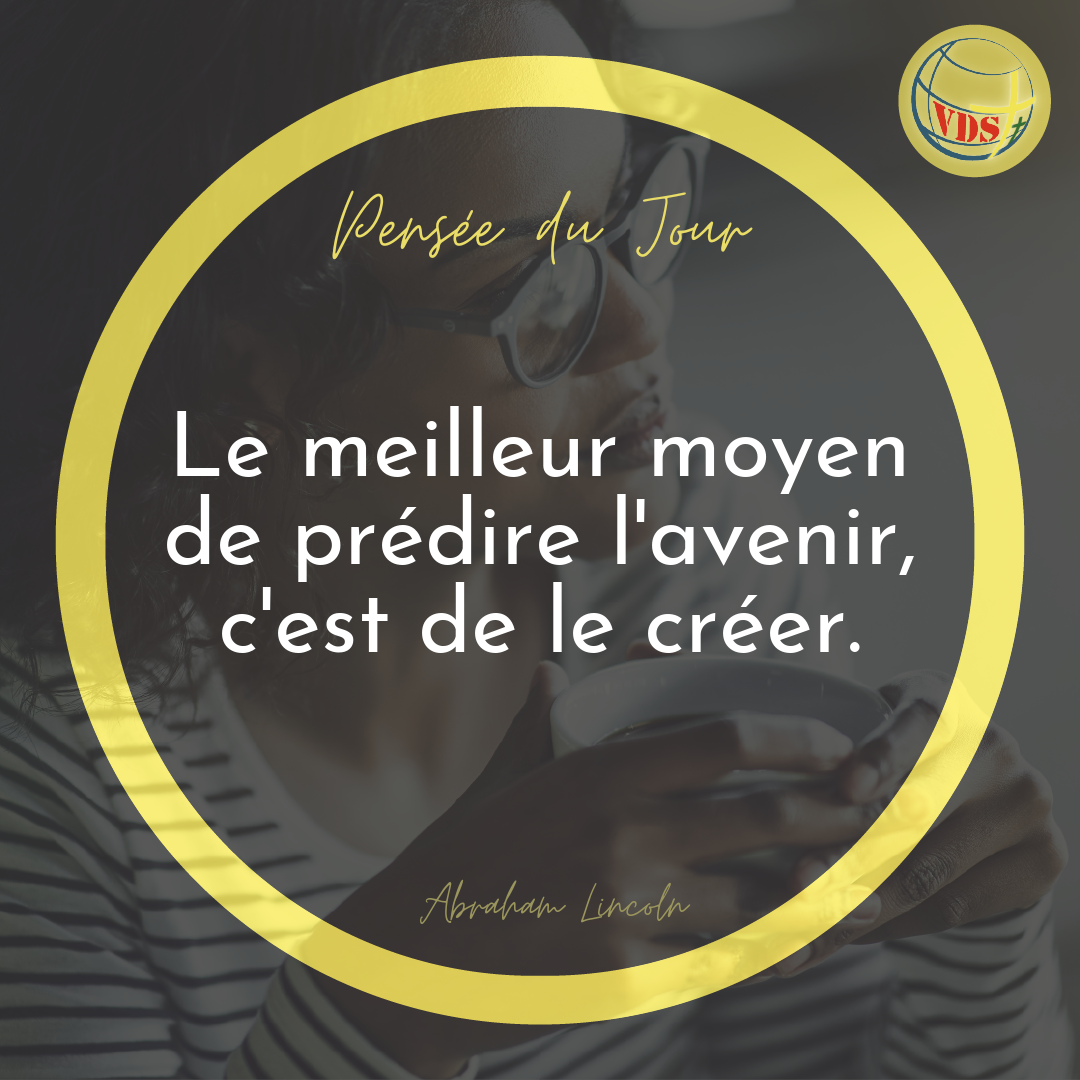 VDS
Pensée du Jour
Le meilleur moyen
de prédire l'avenir,
c'est de le créer.
Abraham Lincoln